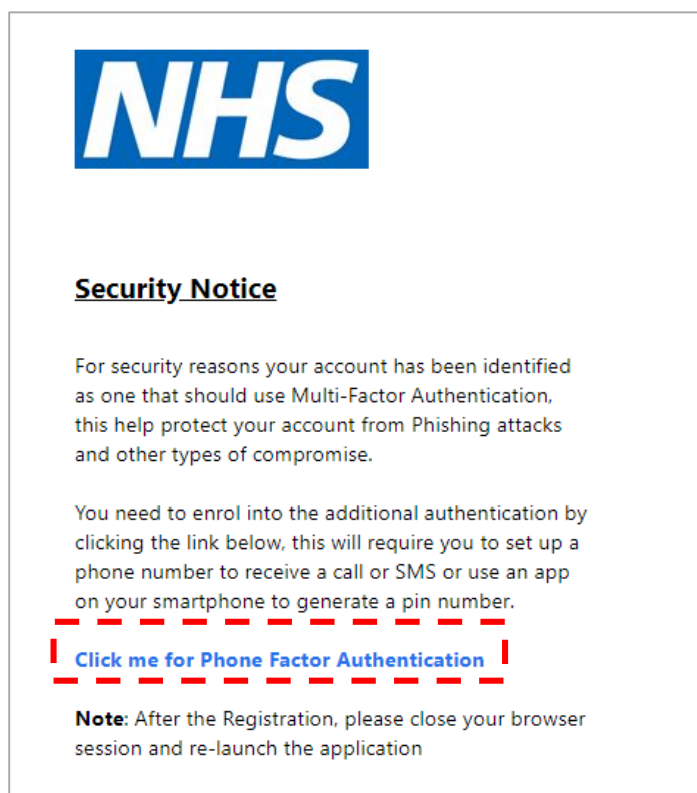 NHS
Security Notice
For security reasons your account has been identified
as one that should use Multi-Factor Authentication,
this help protect your account from Phishing attacks
and other types of compromise.
You need to enrol into the additional authentication by
clicking the link below, this will require you to set up a
phone number to receive a call or SMS or use an app
on your smartphone to generate a pin number.
Click me for Phone Factor Authentication
Note: After the Registration, please close your browser
session and re-launch the application